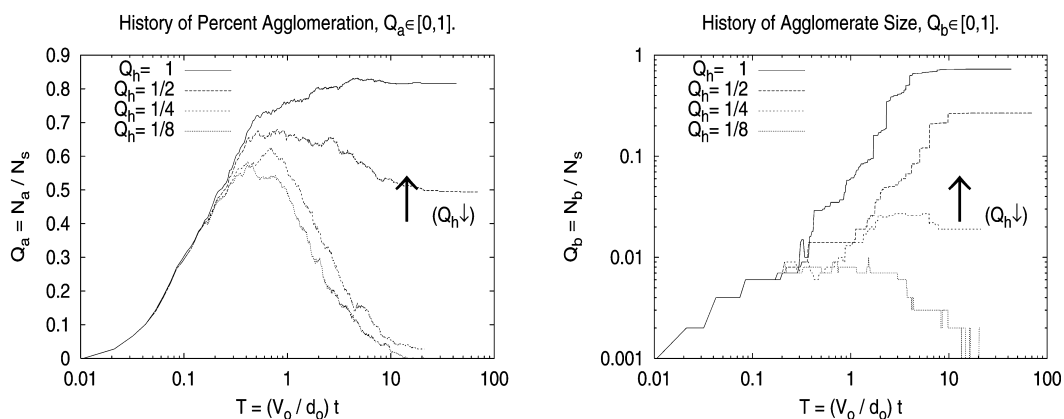 History of Percent Agglomeration, Qa∈[0,1].
0.9
0.8
0.7
0.6
0.5
0.4
0.3
0.2
0.1
0
Qa = Na / Ns
Qh= 1
Qh= 1/2
Qh= 1/4
Qh= 1/8
(Qh↓)
0.01 0.1 1 10 100
T = (Vo / do) t
History of Agglomerate Size, Qb∈[0,1].
1
0.1
0.01
0.001
Qb = Nb / Ns
Qh= 1
Qh= 1/2
Qh= 1/4
Qh= 1/8
(Qh↓)
0.01 0.1 1 10 100
T = (Vo / do) t